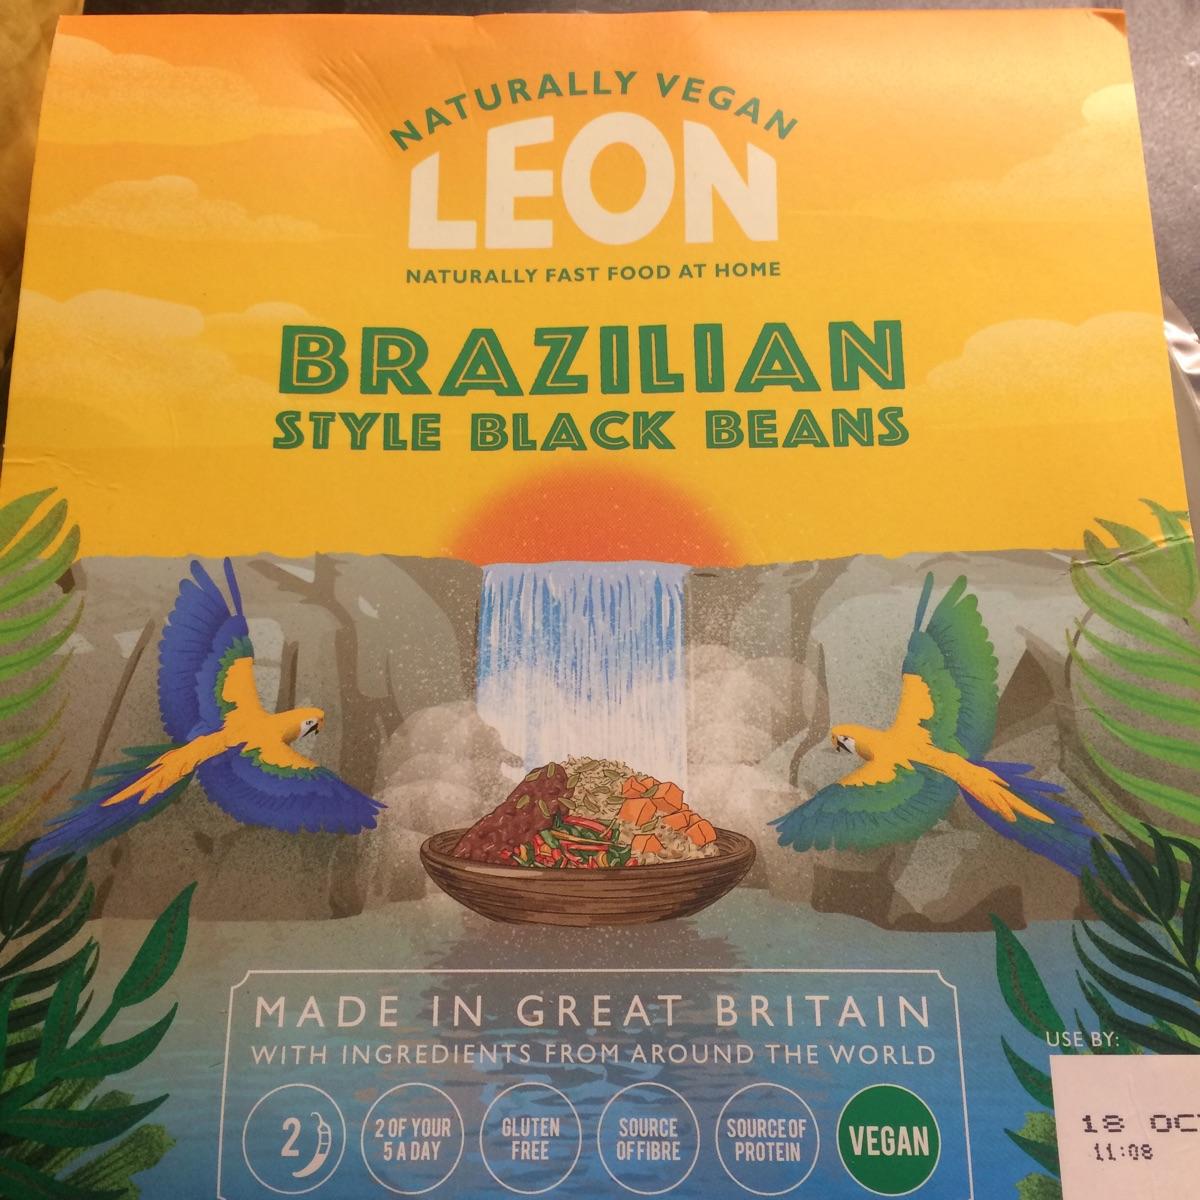 NATURALLY VEGAN
LEON
NATURALLY FAST FOOD AT HOME
BRAZILIAN
STYLE BLACK BEANS
MADE IN GREAT BRITAIN
WITH INGREDIENTS FROM AROUND THE WORLD
USE BY:
18 OC
11:08
2
2 OF YOUR
5 A DAY
GLUTEN
FREE
SOURCE
OF FIBRE
SOURCE OF
PROTEIN
VEGAN